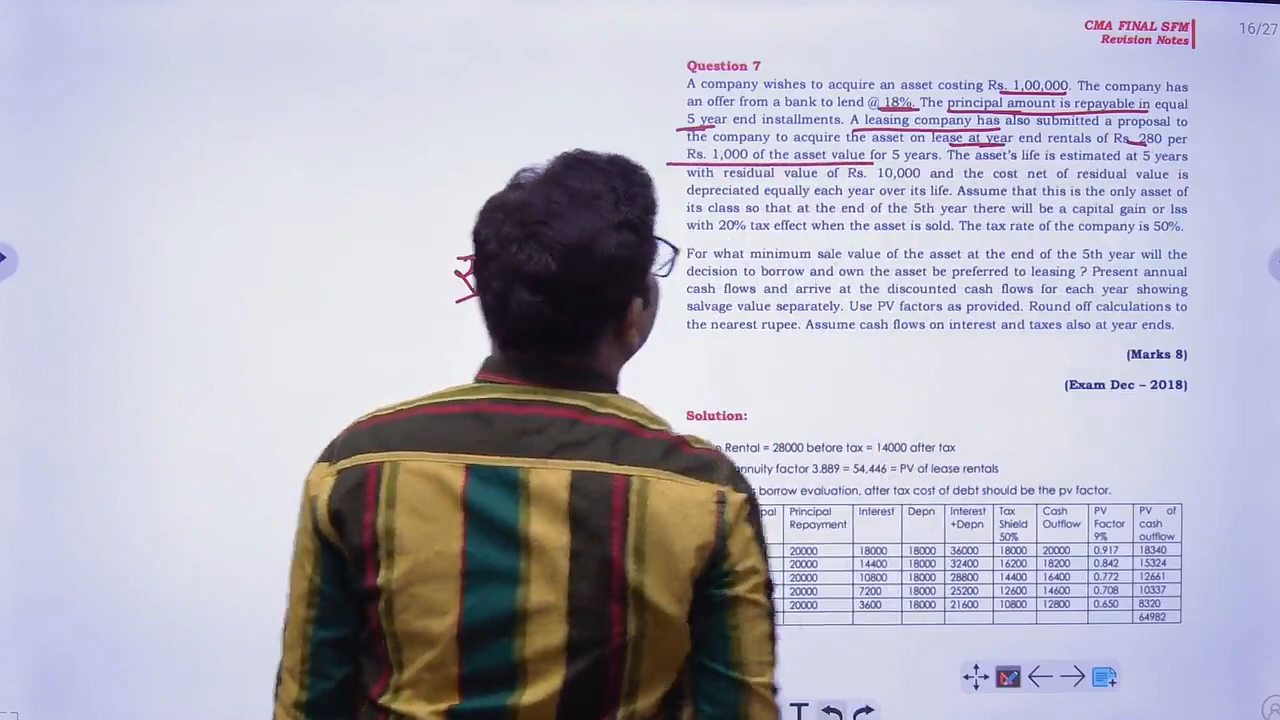 CMA FINAL SFM
Revision Notes
16/27
Question 7
A company wishes to acquire an asset costing Rs. 1,00,000. The company has
an offer from a bank to lend @ 18%. The principal amount is repayable in equal
5 year end installments. A leasing company has also submitted a proposal to
the company to acquire the asset on lease at year end rentals of Rs. 280 per
Rs. 1,000 of the asset value for 5 years. The asset's life is estimated at 5 years
with residual value of Rs. 10,000 and the cost net of residual value is
depreciated equally each year over its life. Assume that this is the only asset of
its class so that at the end of the 5th year there will be a capital gain or lss
with 20% tax effect when the asset is sold. The tax rate of the company is 50%.
For what minimum sale value of the asset at the end of the 5th year will the
decision to borrow and own the asset be preferred to leasing ? Present annual
cash flows and arrive at the discounted cash flows for each year showing
salvage value separately. Use PV factors as provided. Round off calculations to
the nearest rupee. Assume cash flows on interest and taxes also at year ends.
(Marks 8)
(Exam Dec – 2018)
Solution:
Rental = 28000 before tax = 14000 after tax
annuity factor 3.889 = 54,446 = PV of lease rentals
borrow evaluation, after tax cost of debt should be the pv factor.
Principal Repayment Interest Depn Interest +Depn Tax Shield 50% Cash Outflow PV Factor 9% PV of cash outflow
20000 18000 18000 36000 18000 20000 0.917 18340
20000 14400 18000 32400 16200 18200 0.842 15324
20000 10800 18000 28800 14400 16400 0.772 12661
20000 7200 18000 25200 12600 14600 0.708 10337
20000 3600 18000 21600 10800 12800 0.650 8320
64982